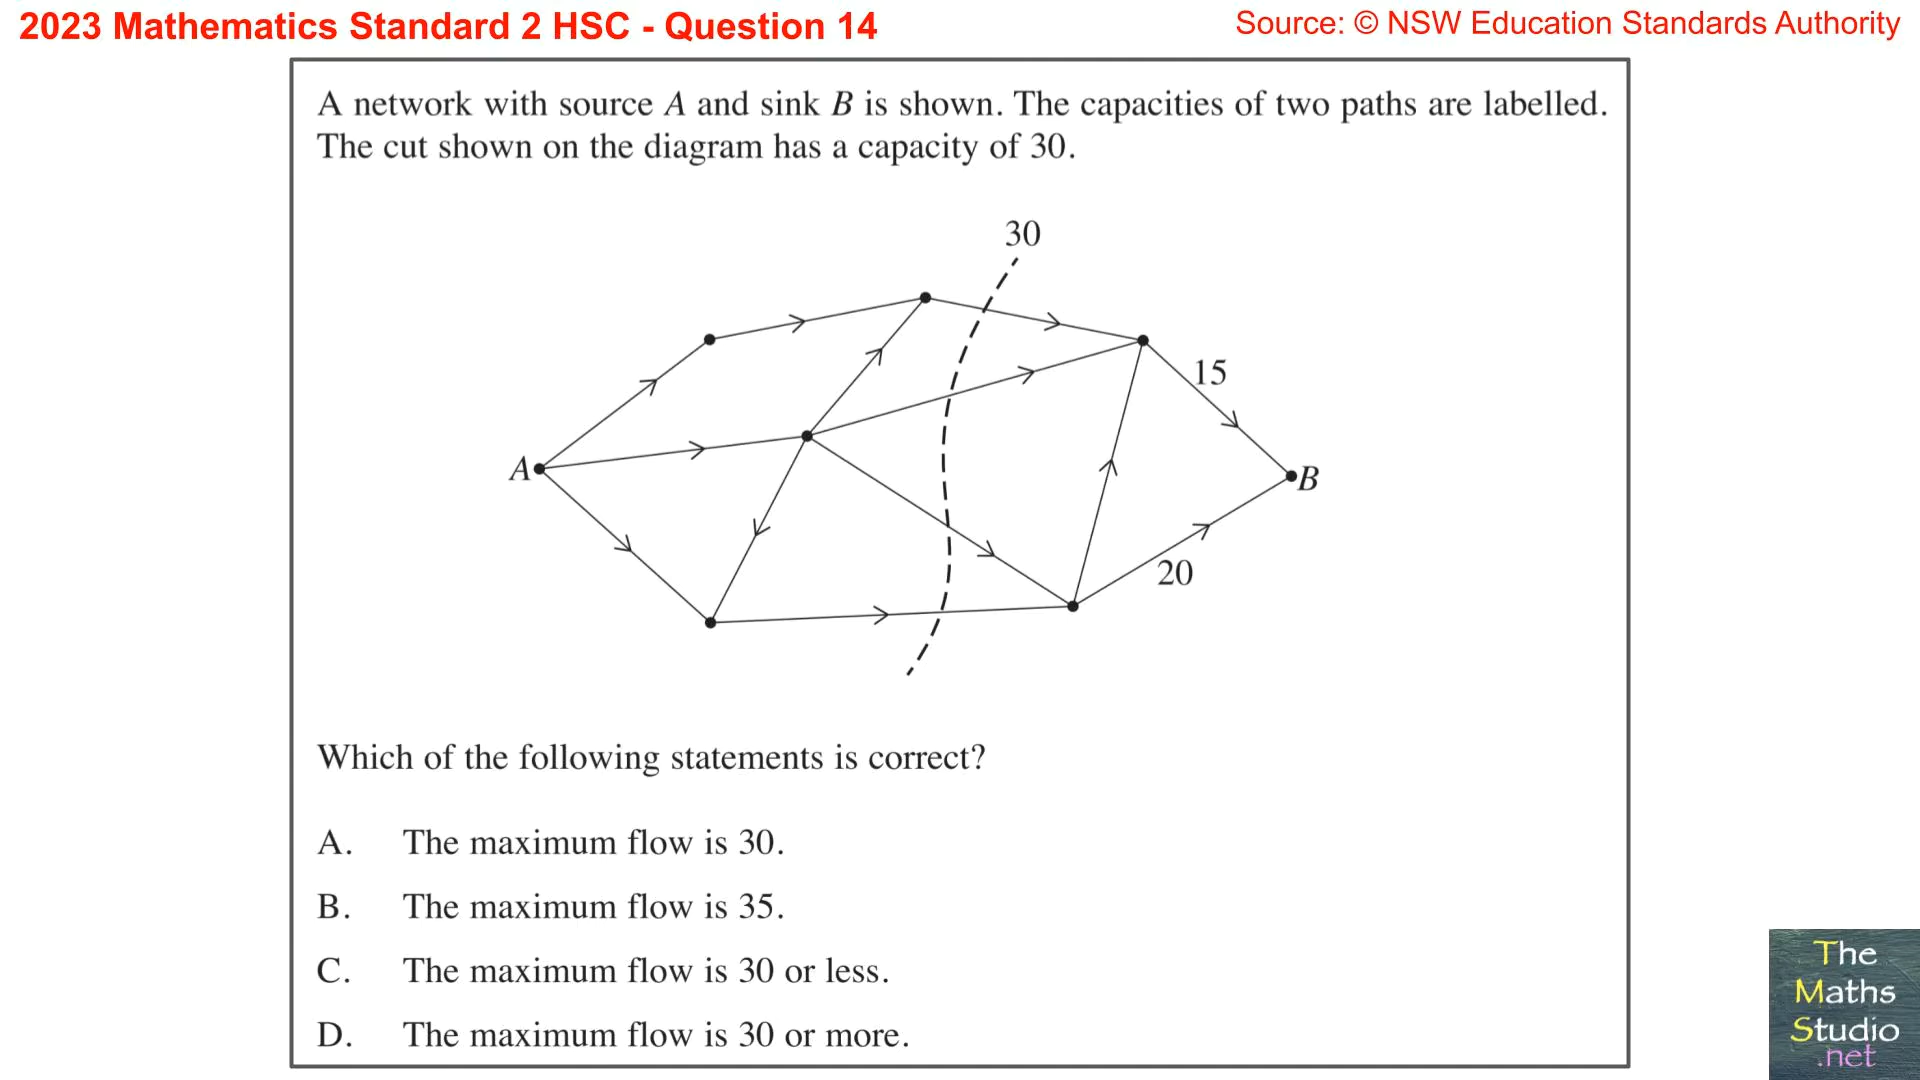 2023 Mathematics Standard 2 HSC - Question 14
Source: © NSW Education Standards Authority
A network with source A and sink B is shown. The capacities of two paths are labelled.
The cut shown on the diagram has a capacity of 30.
30
15
A
B
20
Which of the following statements is correct?
A. The maximum flow is 30.
B. The maximum flow is 35.
C. The maximum flow is 30 or less.
D. The maximum flow is 30 or more.
The
Maths
Studio
.net